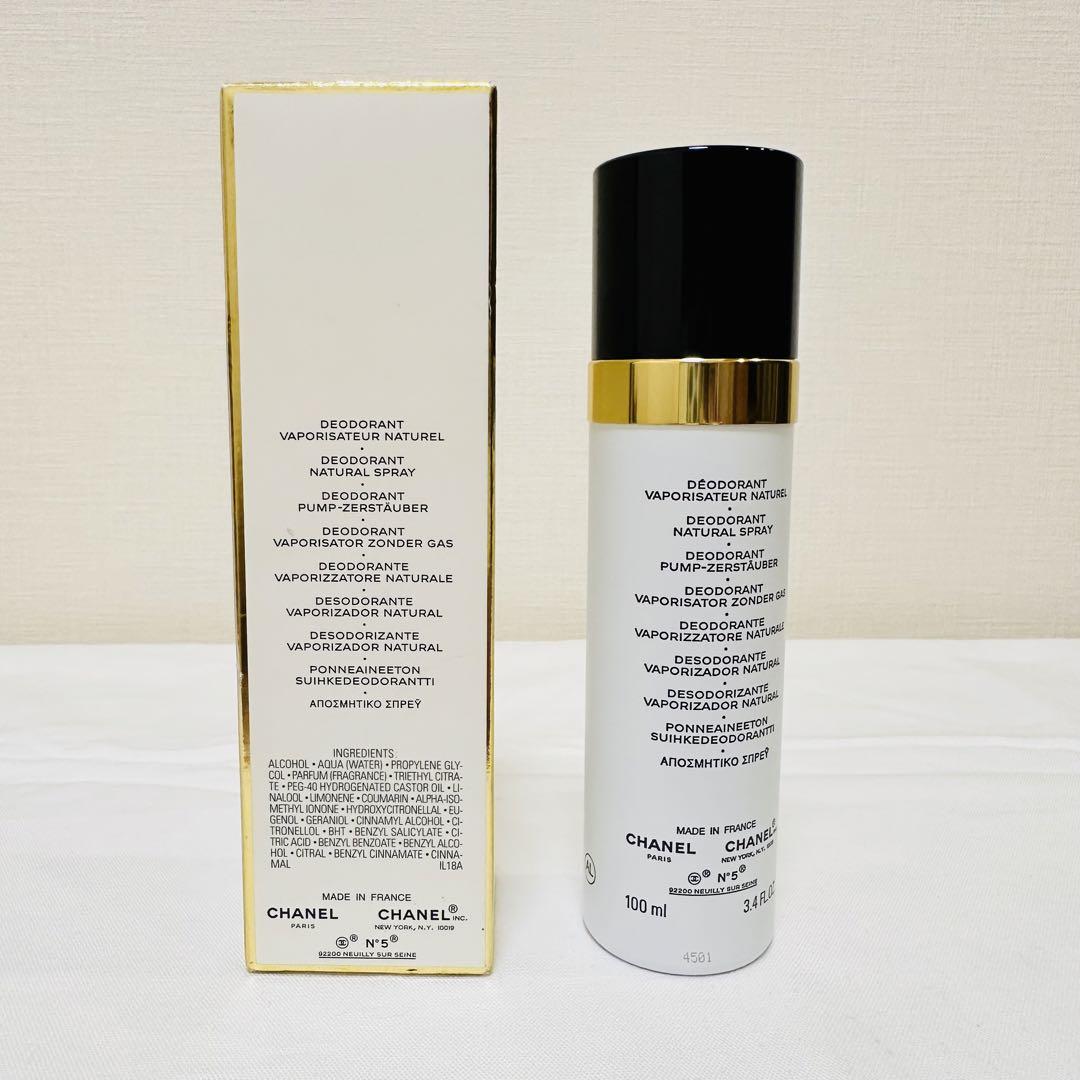 DEODORANT
VAPORISATEUR NATUREL
•
DEODORANT
NATURAL SPRAY
•
DEODORANT
PUMP-ZERSTÄUBER
•
DEODORANT
VAPORISATOR ZONDER GAS
•
DEODORANTE
VAPORIZZATORE NATURALE
•
DESODORANTE
VAPORIZADOR NATURAL
•
DESODORIZANTE
VAPORIZADOR NATURAL
•
PONNEAINEETON
SUIHKEDEODORANTTI
•
ΑΠΟΣΜΗΤΙΚΟ ΣΠΡΕΫ
INGREDIENTS
ALCOHOL • AQUA (WATER) • PROPYLENE GLY-
COL • PARFUM (FRAGRANCE) • TRIETHYL CITRA-
TE • PEG-40 HYDROGENATED CASTOR OIL • LI-
NALOOL • LIMONENE • COUMARIN • ALPHA-ISO-
METHYL IONONE • HYDROXYCITRONELLAL • EU-
GENOL • GERANIOL • CINNAMYL ALCOHOL • CI-
TRONELLOL • BHT • BENZYL SALICYLATE • CI-
TRIC ACID • BENZYL BENZOATE • BENZYL ALCO-
HOL • CITRAL • BENZYL CINNAMATE • CINNA-
MAL IL18A
MADE IN FRANCE
CHANEL CHANEL® INC.
PARIS NEW YORK, N.Y. 10019
® N°5®
92200 NEUILLY SUR SEINE
DÉODORANT
VAPORISATEUR NATUREL
•
DEODORANT
NATURAL SPRAY
•
DEODORANT
PUMP-ZERSTÄUBER
•
DEODORANT
VAPORISATOR ZONDER GAS
•
DEODORANTE
VAPORIZZATORE NATURALE
•
DESODORANTE
VAPORIZADOR NATURAL
•
DESODORIZANTE
VAPORIZADOR NATURAL
•
PONNEAINEETON
SUIHKEDEODORANTTI
•
ΑΠΟΣΜΗΤΙΚΟ ΣΠΡΕΫ
MADE IN FRANCE
CHANEL CHANEL®
PARIS NEW YORK, N.Y.
® N°5®
92200 NEUILLY SUR SEINE
AL
100 ml 3.4 FL.OZ
4501